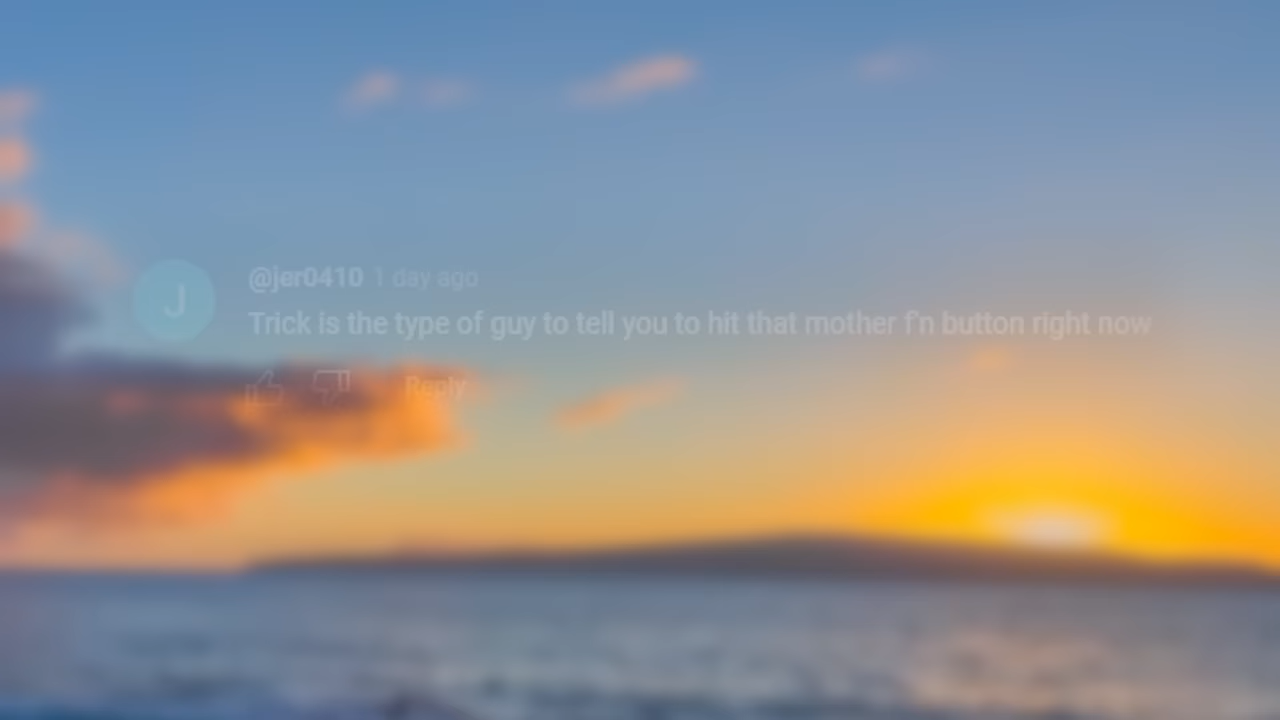 @jer0410 1 day ago
J
Trick is the type of guy to tell you to hit that mother f'n button right now
Reply